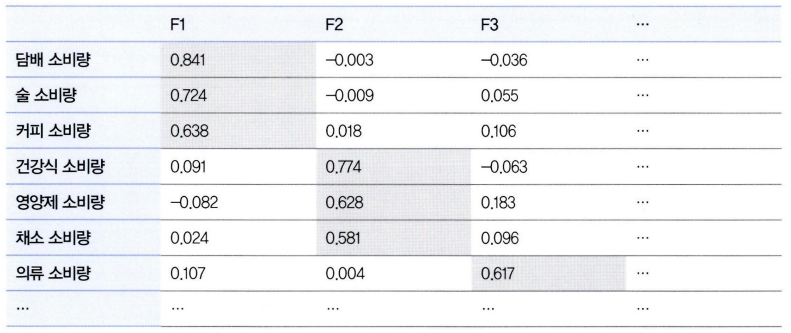 F1 F2 F3 …
담배 소비량 0.841 −0.003 −0.036 …
술 소비량 0.724 −0.009 0.055 …
커피 소비량 0.638 0.018 0.106 …
건강식 소비량 0.091 0.774 −0.063 …
영양제 소비량 −0.082 0.628 0.183 …
채소 소비량 0.024 0.581 0.096 …
의류 소비량 0.107 0.004 0.617 …
… … … … …